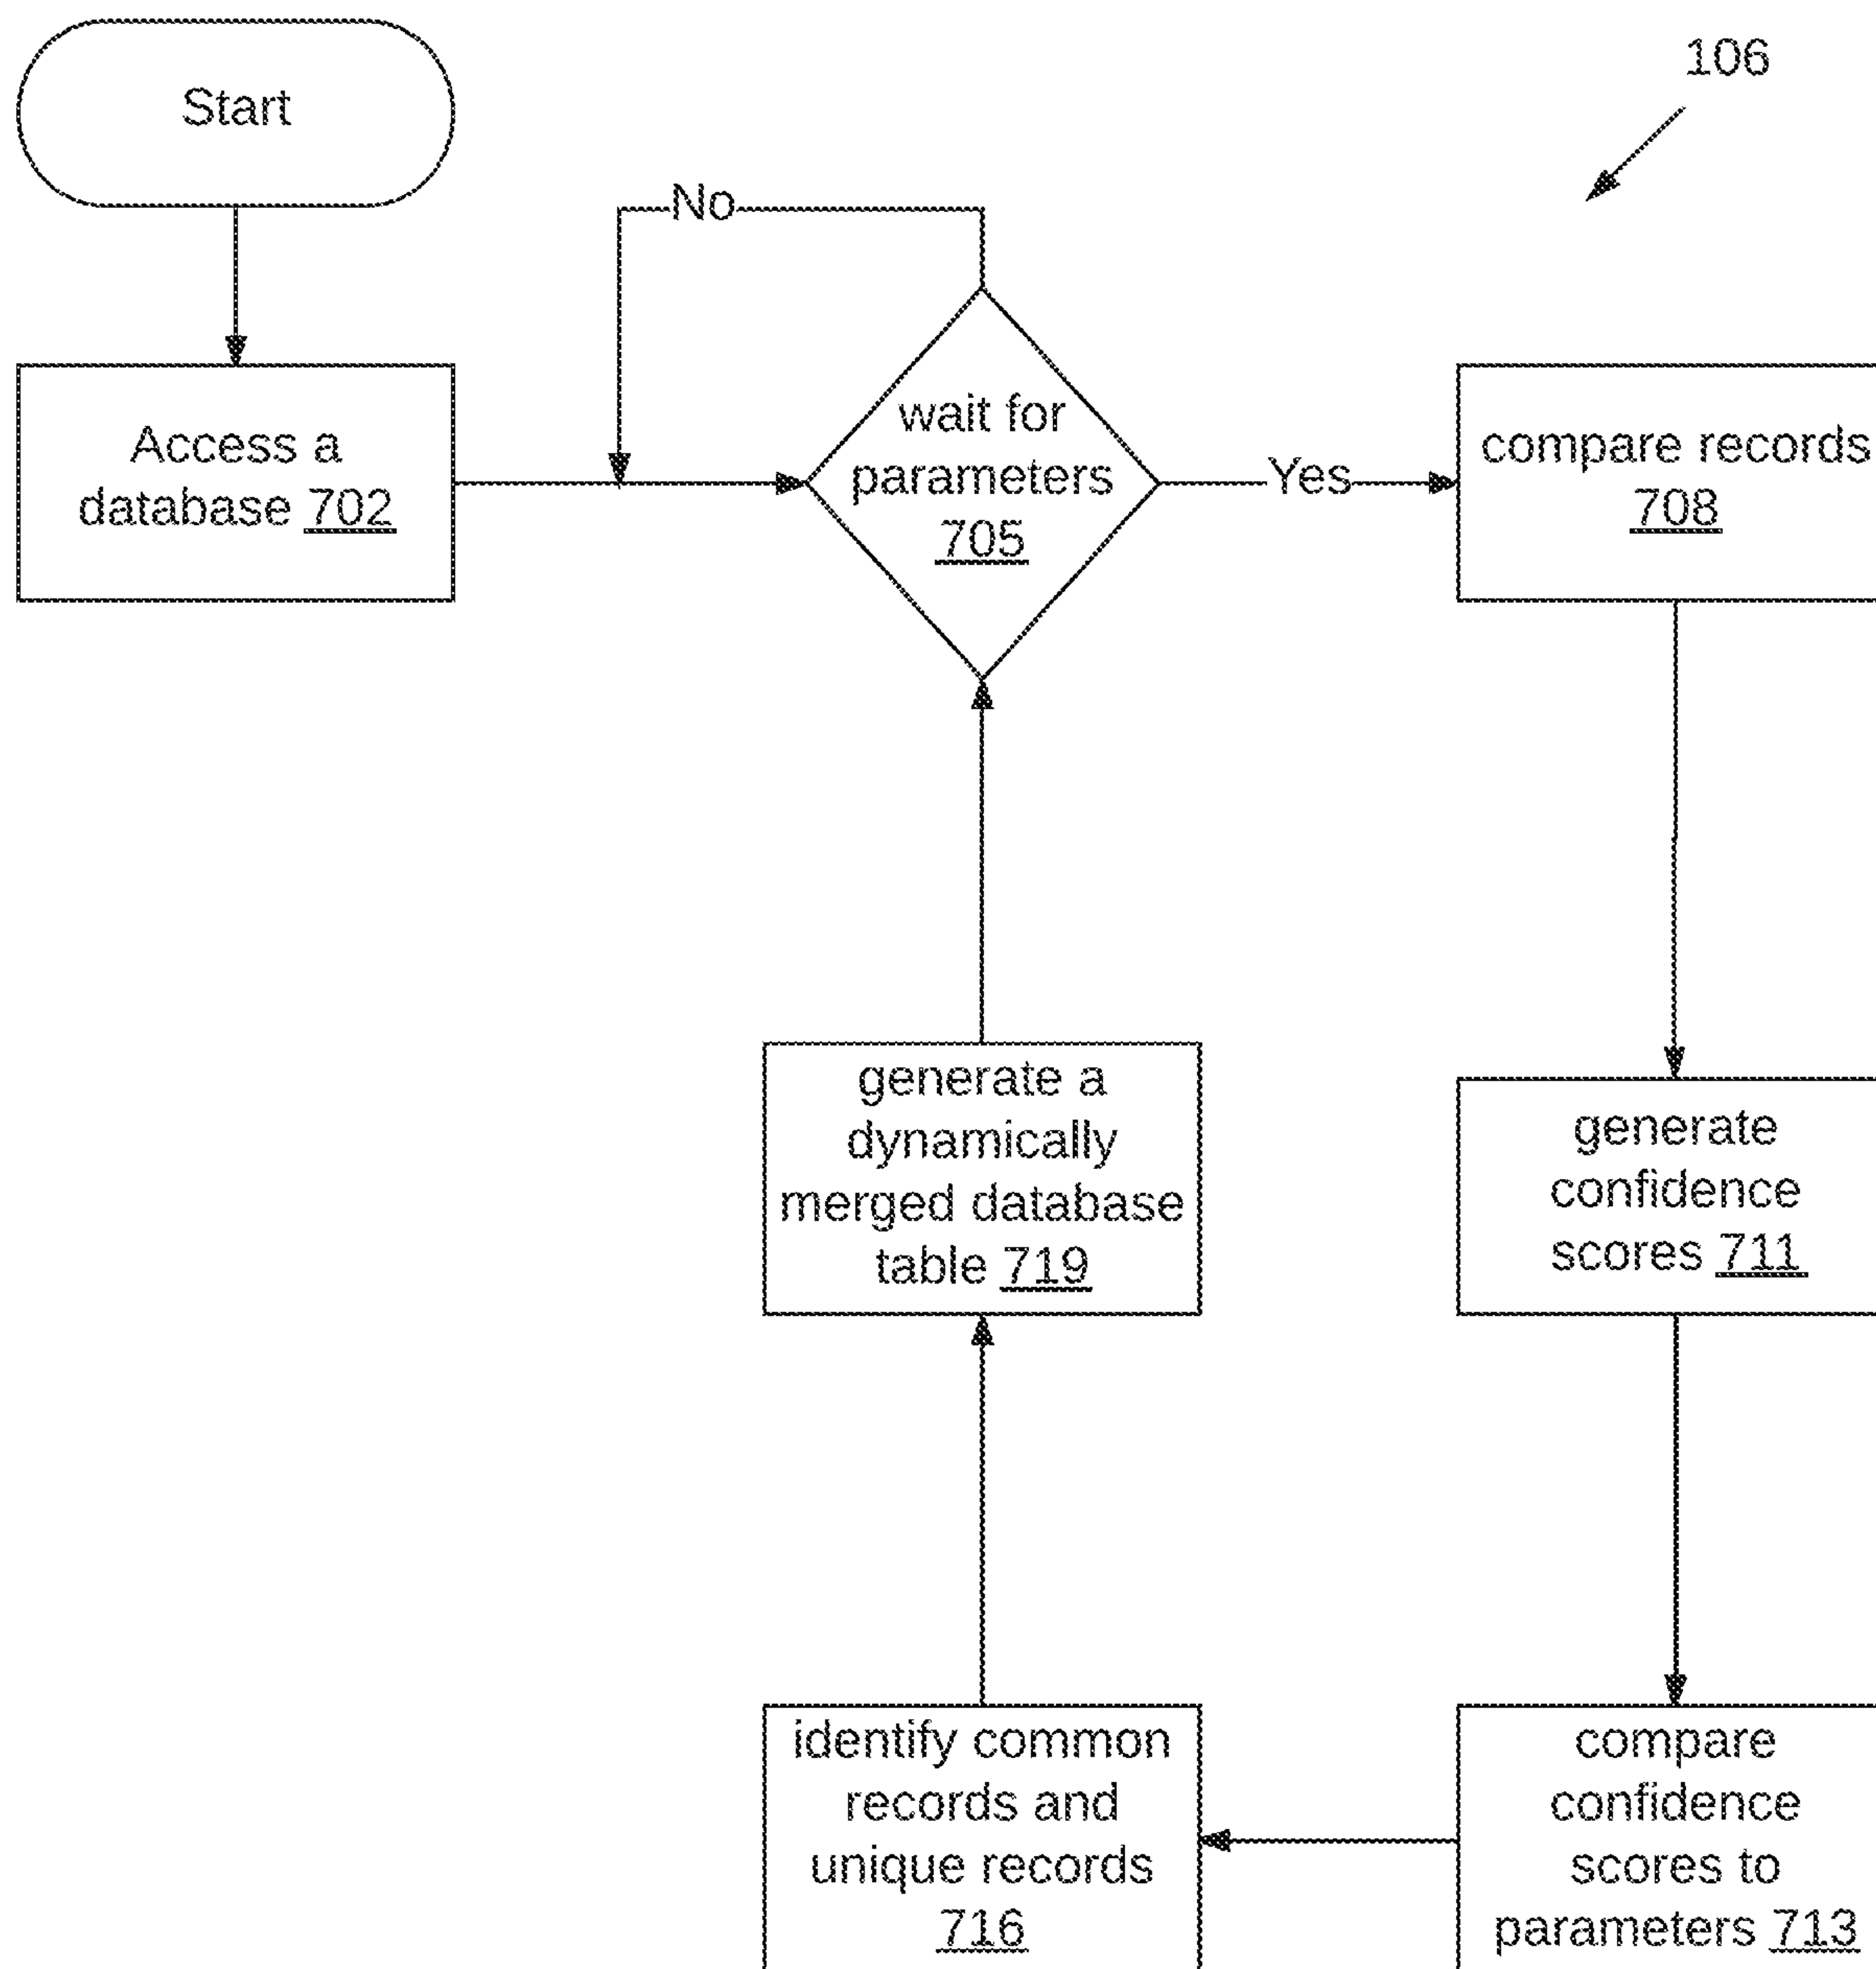 Start
106
No
Access a
database 702
wait for
parameters
705
Yes
compare records
708
generate a
dynamically
merged database
table 719
generate
confidence
scores 711
identify common
records and
unique records
716
compare
confidence
scores to
parameters 713